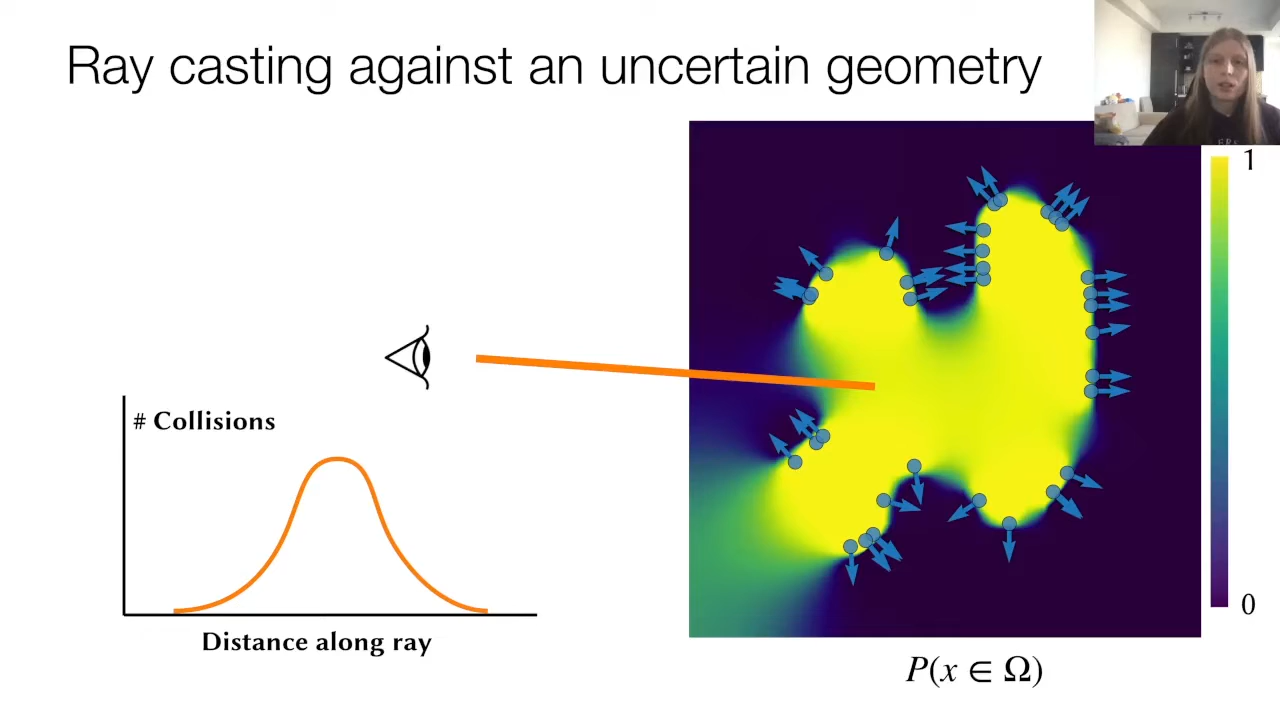 Ray casting against an uncertain geometry
1
# Collisions
0
Distance along ray
P(x ∈ Ω)